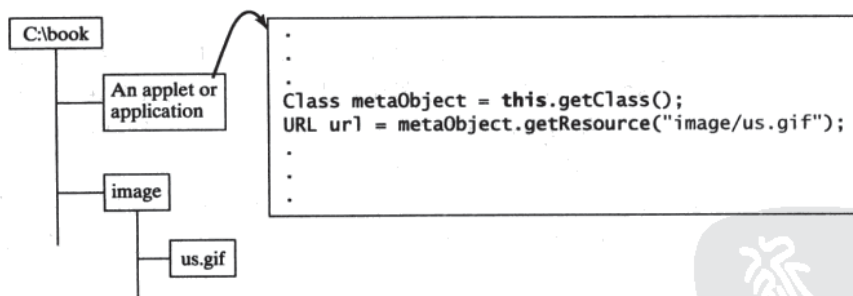 C:\book
An applet or
application
.
.
.
Class metaObject = this.getClass();
URL url = metaObject.getResource("image/us.gif");
.
.
.
image
us.gif